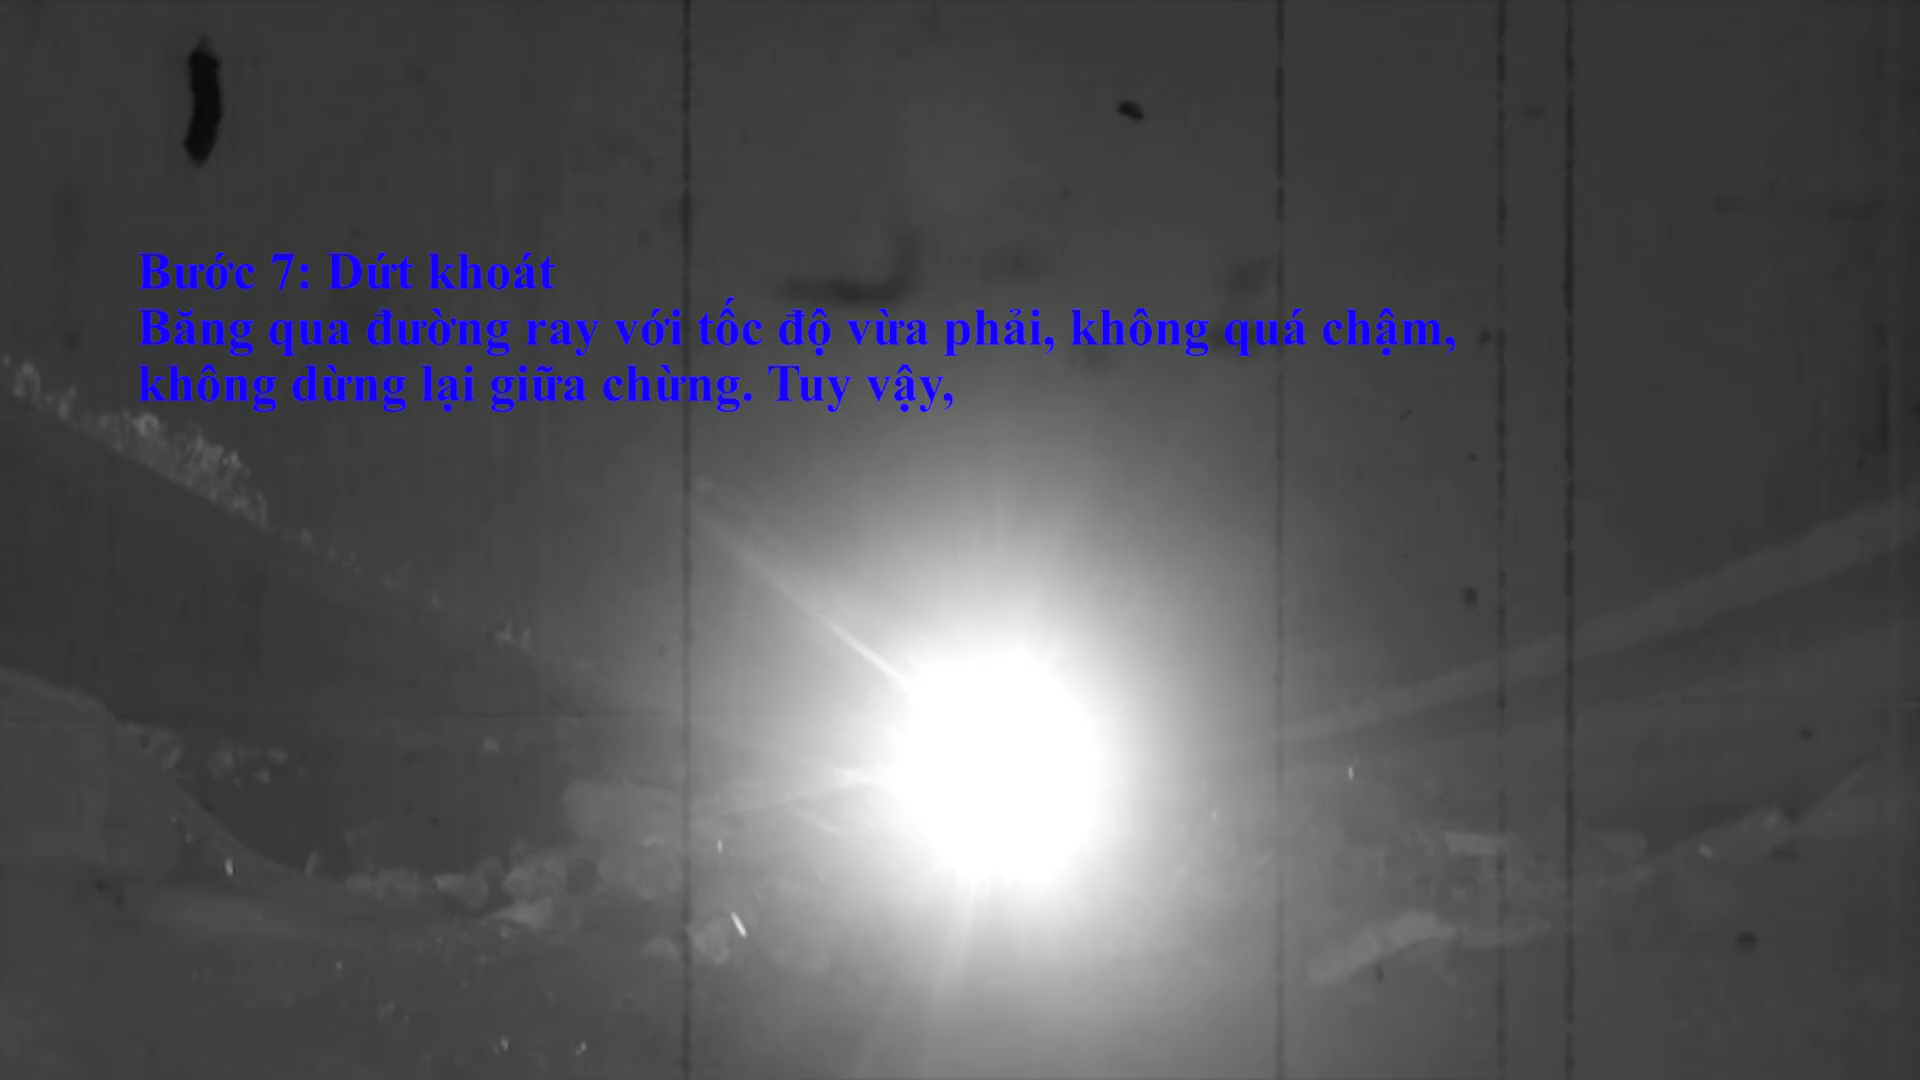 Bước 7: Dứt khoát
Băng qua đường ray với tốc độ vừa phải, không quá chậm,
không dừng lại giữa chừng. Tuy vậy,